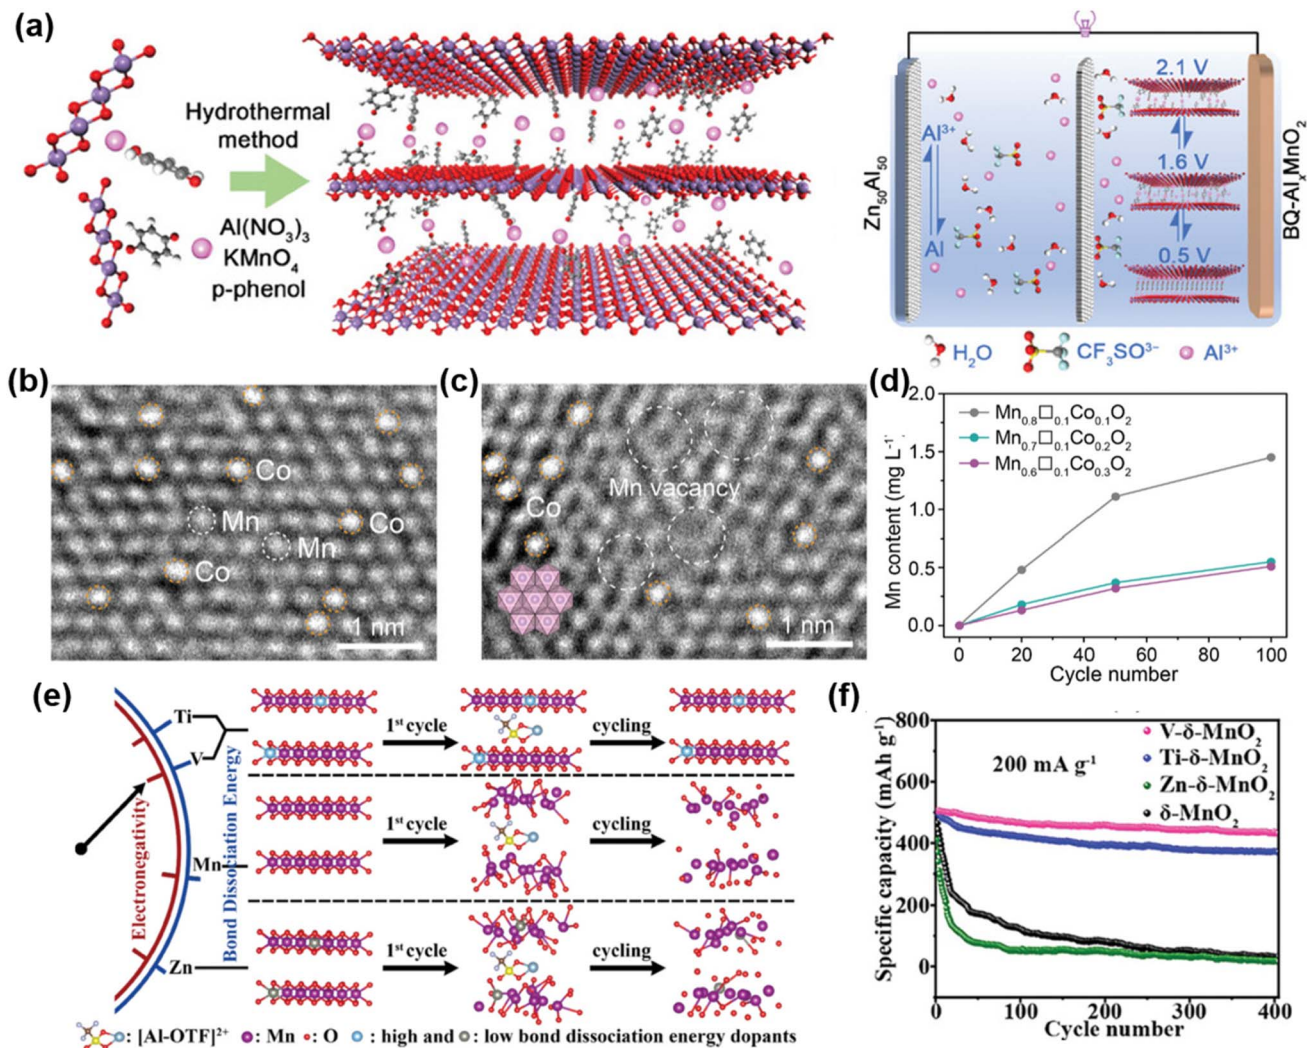 (a)
Hydrothermal
method
Al(NO₃)₃
KMnO₄
p-phenol
Zn₅₀Al₅₀
Al³⁺
Al
2.1 V
1.6 V
0.5 V
BQ-AlₓMnO₂
H₂O
CF₃SO³⁻
Al³⁺
(b)
Co
Mn
Co
Mn
Co
1 nm
(c)
Mn vacancy
Co
1 nm
(d)
Mn content (mg L⁻¹)
2.0
1.5
1.0
0.5
0.0
Mn₀.₈□₀.₁Co₀.₁O₂
Mn₀.₇□₀.₁Co₀.₂O₂
Mn₀.₆□₀.₁Co₀.₃O₂
0 20 40 60 80 100
Cycle number
(e)
Electronegativity
Bond Dissociation Energy
Ti
V
Mn
Zn
1ˢᵗ cycle
cycling
1ˢᵗ cycle
cycling
1ˢᵗ cycle
cycling
: [Al-OTF]²⁺ : Mn : O : high and : low bond dissociation energy dopants
(f)
Specific capacity (mAh g⁻¹)
800
600
400
200
0
200 mA g⁻¹
V-δ-MnO₂
Ti-δ-MnO₂
Zn-δ-MnO₂
δ-MnO₂
0 100 200 300 400
Cycle number